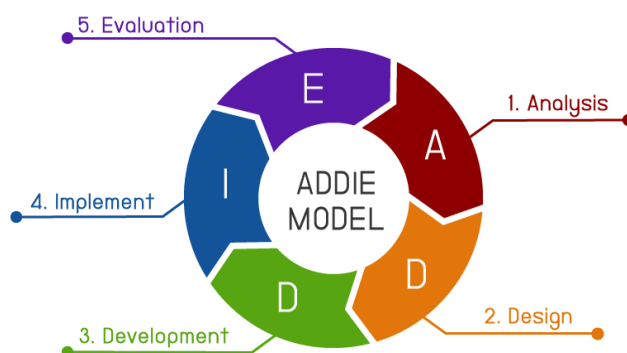 5. Evaluation
E
1. Analysis
A
I
ADDIE
MODEL
4. Implement
D
D
2. Design
3. Development